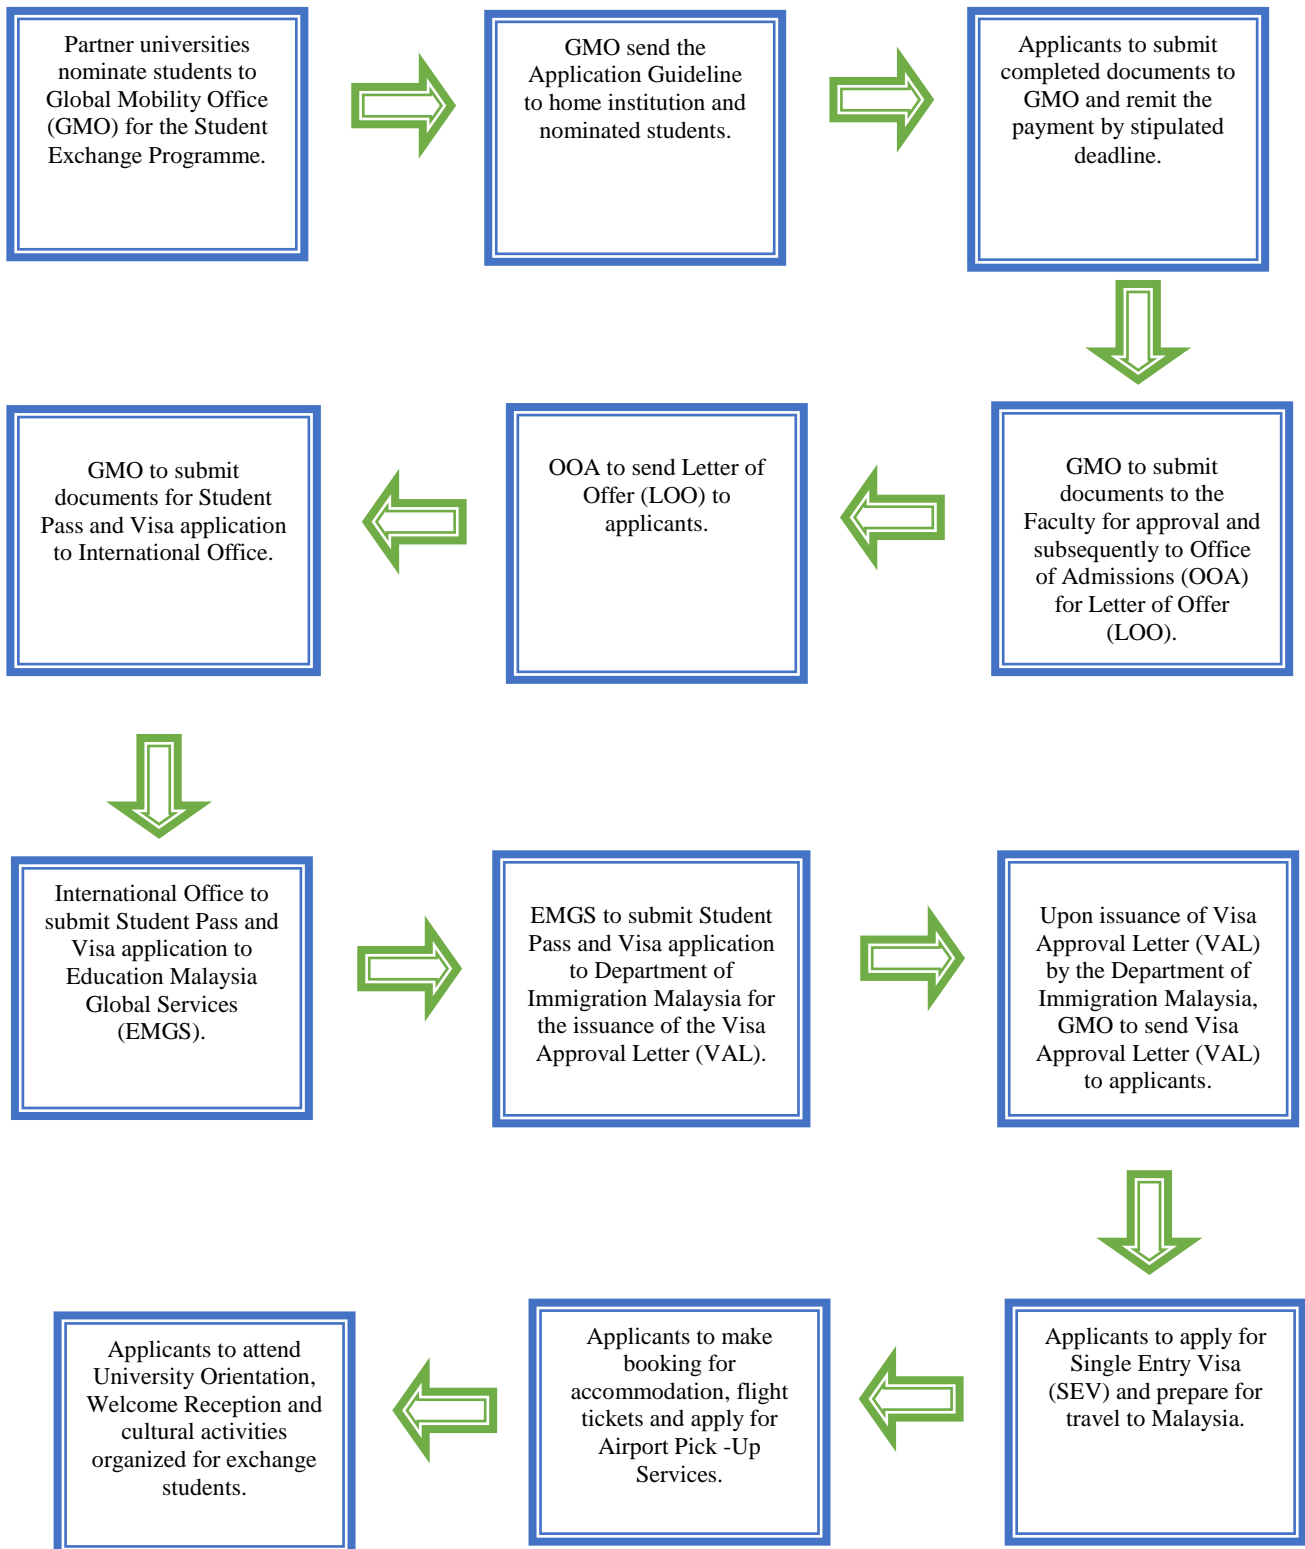 Partner universities
nominate students to
Global Mobility Office
(GMO) for the Student
Exchange Programme.
GMO send the
Application Guideline
to home institution and
nominated students.
Applicants to submit
completed documents to
GMO and remit the
payment by stipulated
deadline.
GMO to submit
documents to the
Faculty for approval and
subsequently to Office
of Admissions (OOA)
for Letter of Offer
(LOO).
OOA to send Letter of
Offer (LOO) to
applicants.
GMO to submit
documents for Student
Pass and Visa application
to International Office.
International Office to
submit Student Pass and
Visa application to
Education Malaysia
Global Services
(EMGS).
EMGS to submit Student
Pass and Visa application
to Department of
Immigration Malaysia for
the issuance of the Visa
Approval Letter (VAL).
Upon issuance of Visa
Approval Letter (VAL)
by the Department of
Immigration Malaysia,
GMO to send Visa
Approval Letter (VAL)
to applicants.
Applicants to apply for
Single Entry Visa
(SEV) and prepare for
travel to Malaysia.
Applicants to make
booking for
accommodation, flight
tickets and apply for
Airport Pick -Up
Services.
Applicants to attend
University Orientation,
Welcome Reception and
cultural activities
organized for exchange
students.